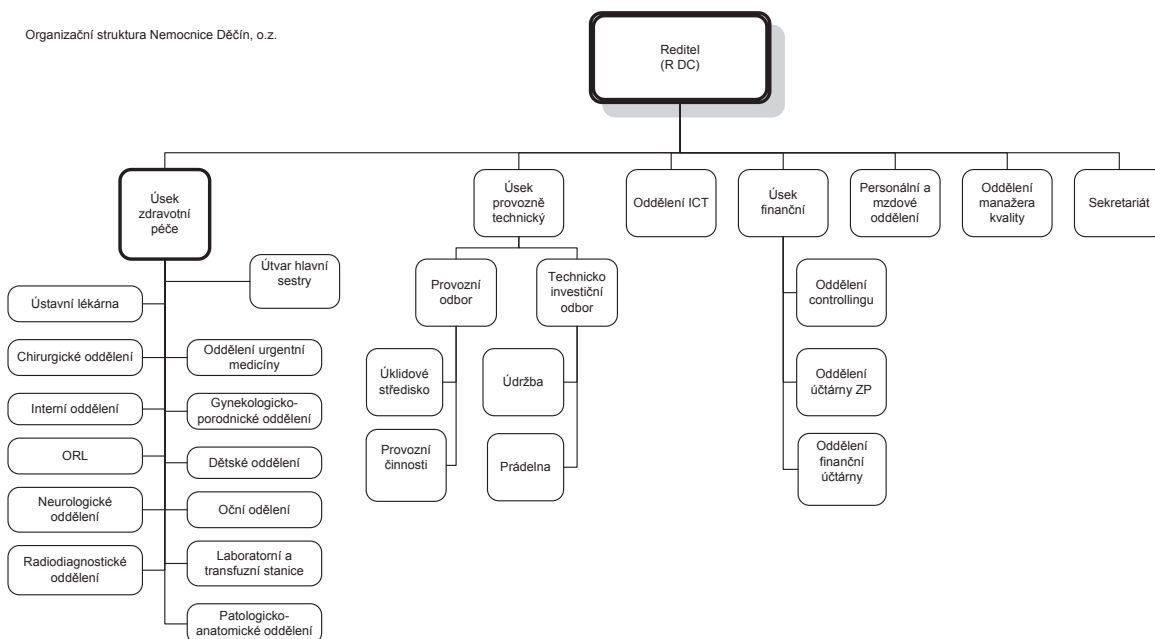 Organizační struktura Nemocnice Děčín, o.z.
Reditel
(R DC)
Úsek
zdravotní
péče
Úsek
provozně
technický
Oddělení ICT
Úsek
finanční
Personální a
mzdové
oddělení
Oddělení
manažera
kvality
Sekretariát
Útvar hlavní
sestry
Ústavní lékárna
Chirurgické oddělení
Oddělení urgentní
medicíny
Interní oddělení
Gynekologicko-
porodnické oddělení
ORL
Dětské oddělení
Neurologické
oddělení
Oční odělení
Radiodiagnostické
oddělení
Laboratorní a
transfuzní stanice
Patologicko-
anatomické oddělení
Provozní
odbor
Technicko
investiční
odbor
Úklidové
středisko
Údržba
Provozní
činnosti
Prádelna
Oddělení
controllingu
Oddělení
účtárny ZP
Oddělení
finanční
účtárny